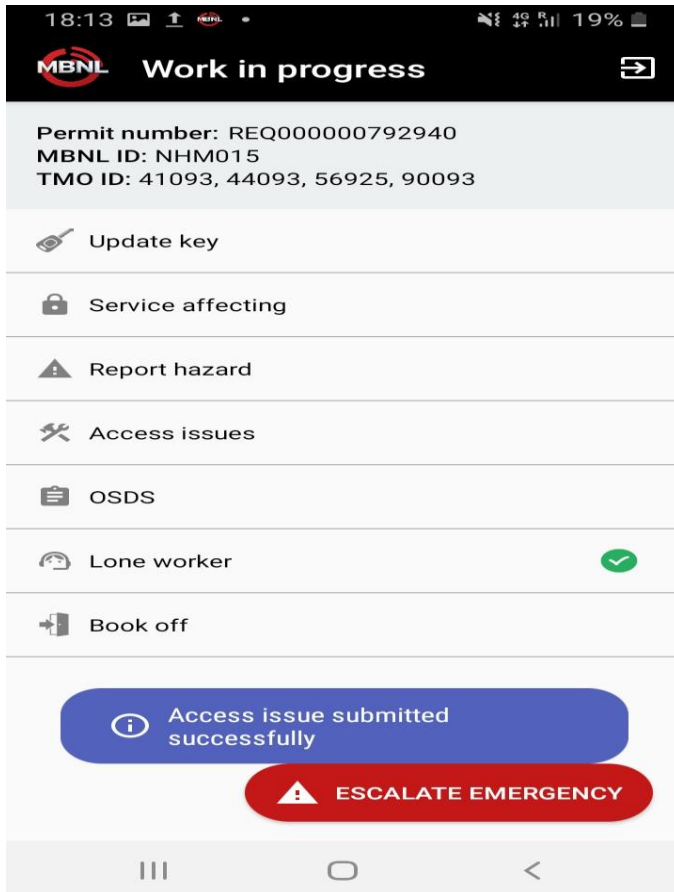 18:13 4G R 19%
MBNL Work in progress
Permit number: REQ000000792940
MBNL ID: NHM015
TMO ID: 41093, 44093, 56925, 90093
Update key
Service affecting
Report hazard
Access issues
OSDS
Lone worker
Book off
Access issue submitted
successfully
ESCALATE EMERGENCY